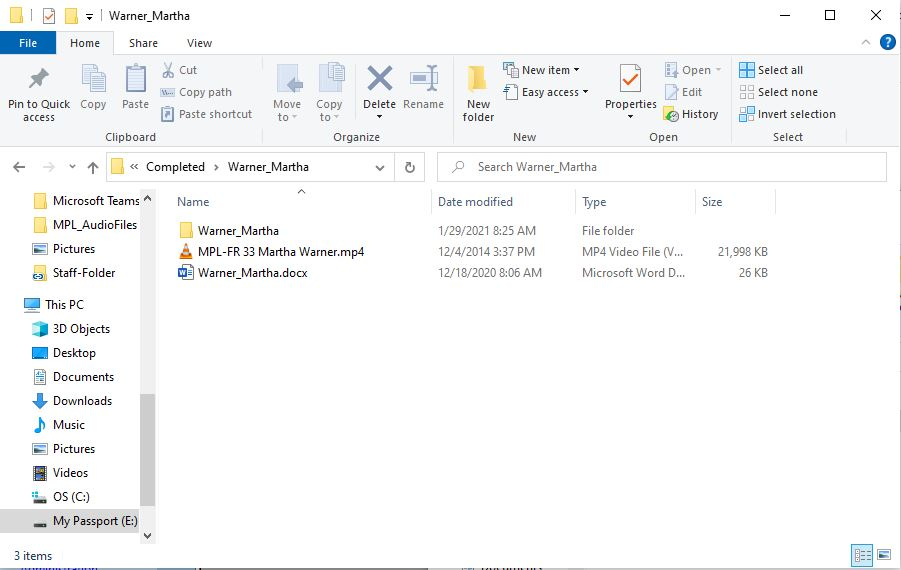 Warner_Martha
File Home Share View
Pin to Quick access
Copy
Paste
Cut
Copy path
Paste shortcut
Clipboard
Move to
Copy to
Delete
Rename
Organize
New folder
New item
Easy access
New
Properties
Open
Edit
History
Open
Select all
Select none
Invert selection
Select
« Completed › Warner_Martha
Search Warner_Martha
Microsoft Teams
MPL_AudioFiles
Pictures
Staff-Folder
This PC
3D Objects
Desktop
Documents
Downloads
Music
Pictures
Videos
OS (C:)
My Passport (E:)
Name Date modified Type Size
Warner_Martha 1/29/2021 8:25 AM File folder
MPL-FR 33 Martha Warner.mp4 12/4/2014 3:37 PM MP4 Video File (V... 21,998 KB
Warner_Martha.docx 12/18/2020 8:06 AM Microsoft Word D... 26 KB
3 items